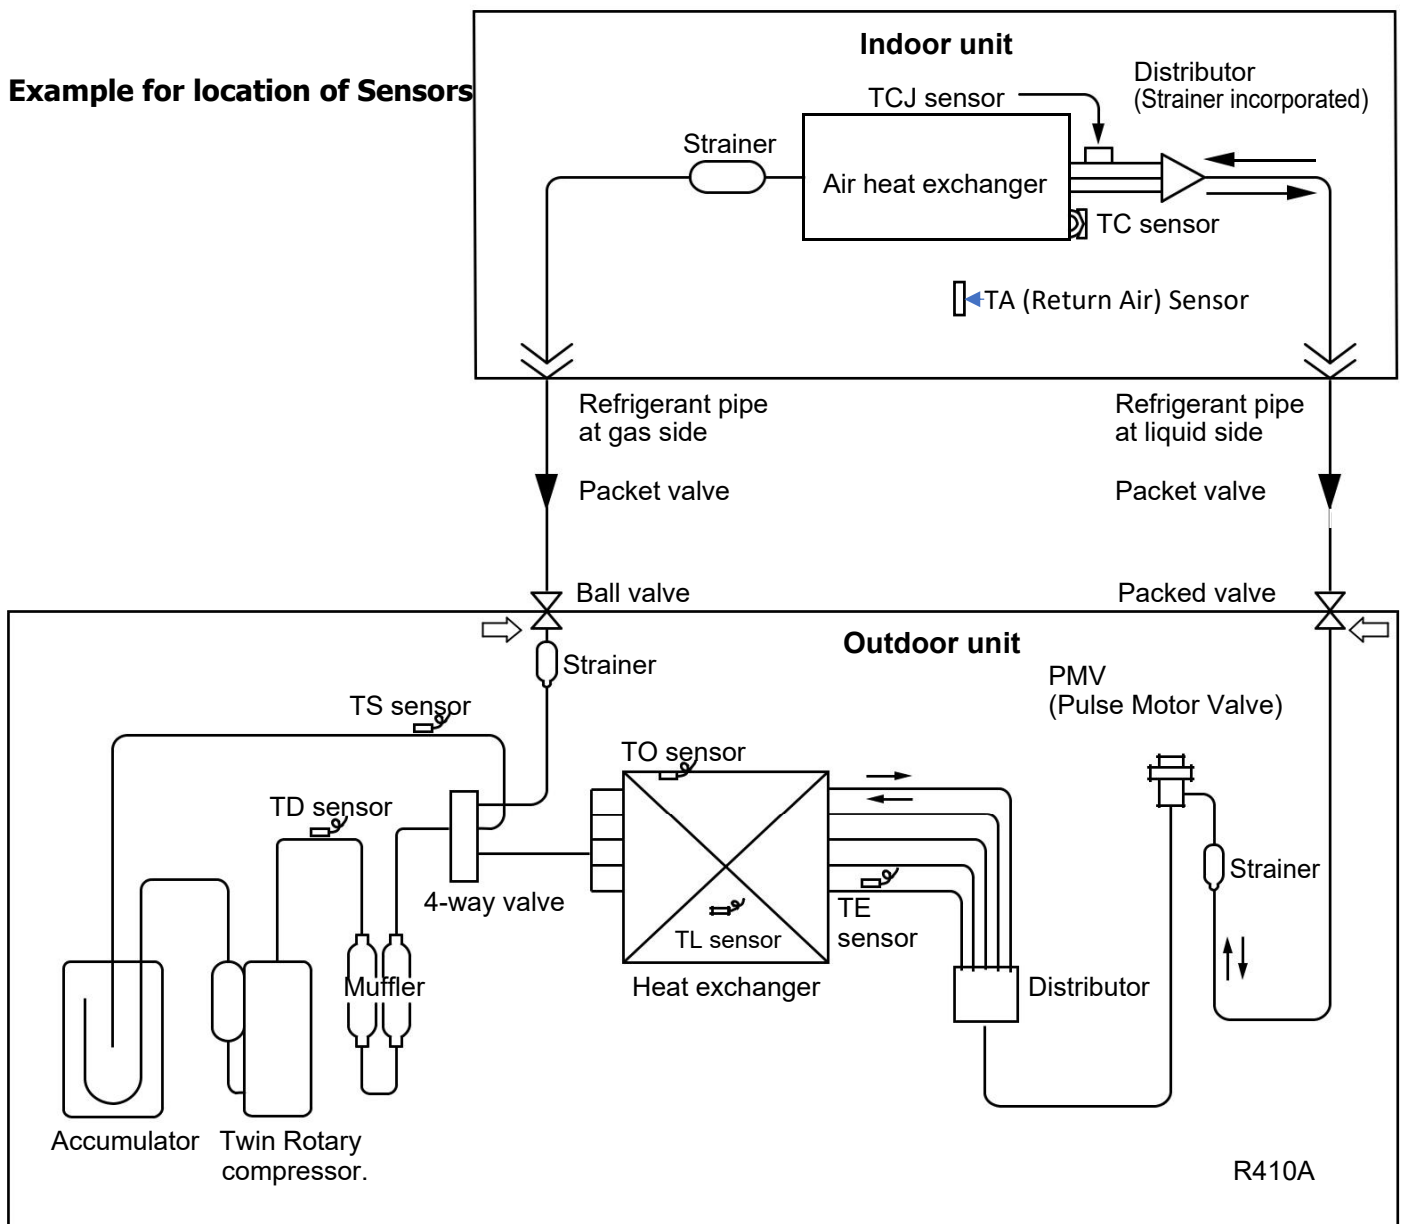 Example for location of Sensors
Indoor unit
TCJ sensor
Distributor
(Strainer incorporated)
Strainer
Air heat exchanger
TC sensor
TA (Return Air) Sensor
Refrigerant pipe
at gas side
Refrigerant pipe
at liquid side
Packet valve
Packet valve
Ball valve
Packed valve
Outdoor unit
Strainer
PMV
(Pulse Motor Valve)
TS sensor
TO sensor
TD sensor
Strainer
4-way valve
TE
sensor
TL sensor
Muffler
Heat exchanger
Distributor
Accumulator
Twin Rotary
compressor.
R410A